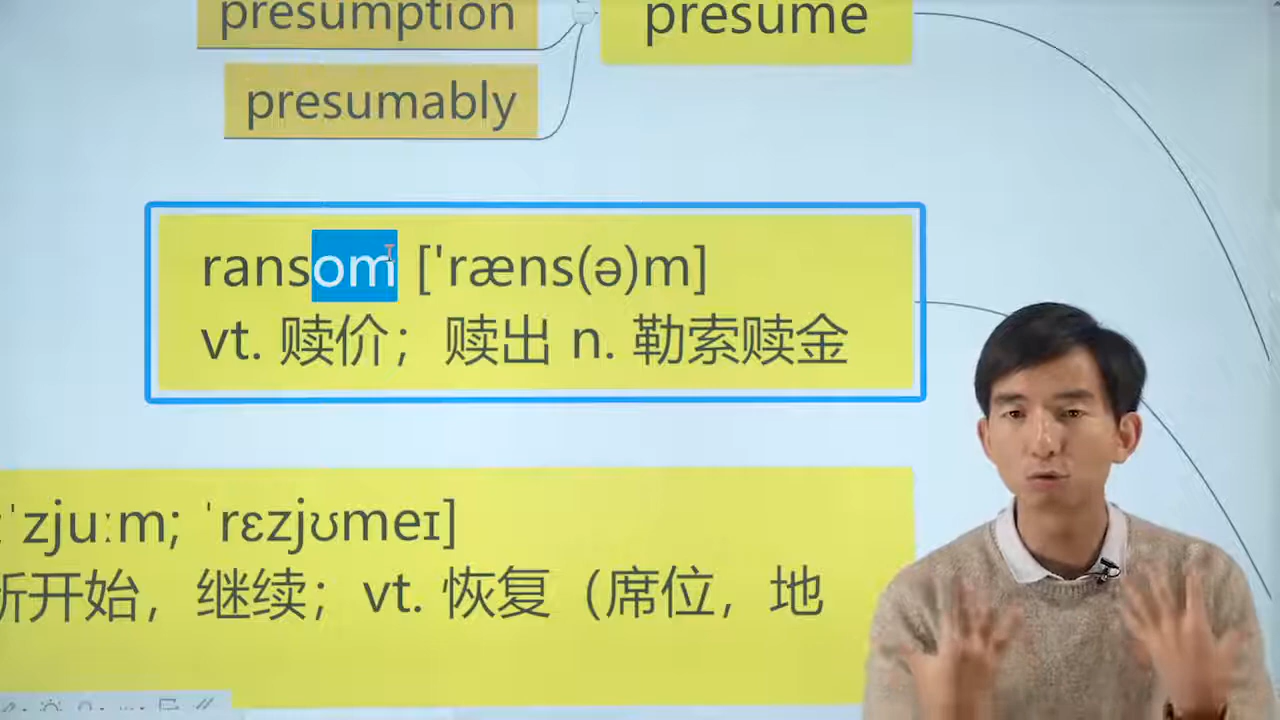 presumption
presume
presumably
ransom ['ræns(ə)m]
vt. 赎价；赎出 n. 勒索赎金
ˈzjuːm; ˈrɛzjʊmeɪ]
新开始，继续；vt. 恢复（席位，地